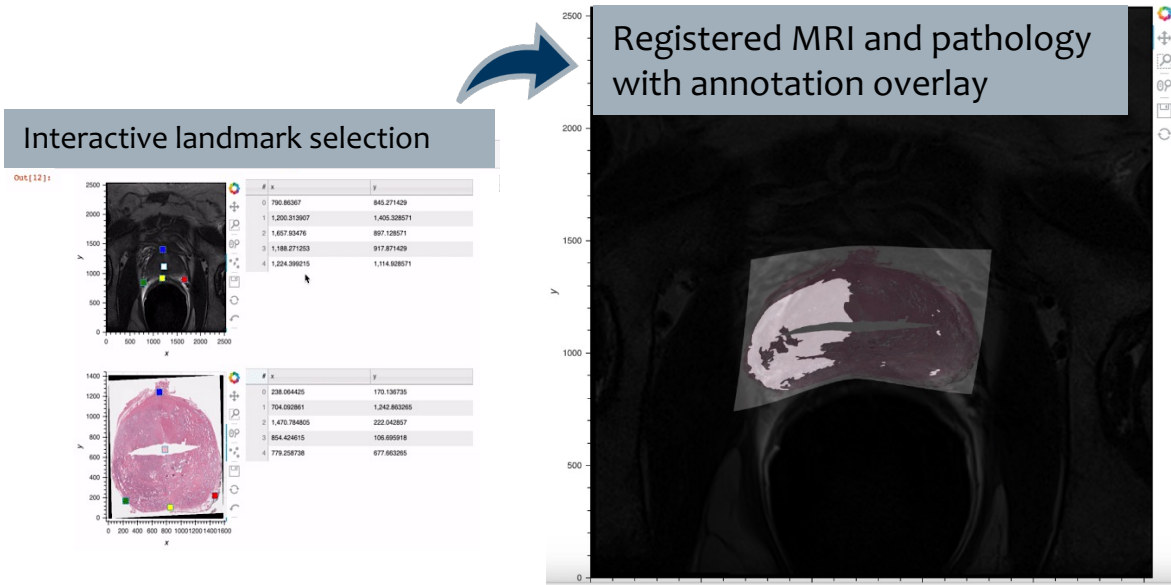 Interactive landmark selection
Registered MRI and pathology
with annotation overlay
Out[12]:
2500
2000
1500
1000
500
0
y
0 500 1000 1500 2000 2500
x
# x y
0 790.86367 845.271429
1 1,200.313907 1,405.328571
2 1,657.93476 897.128571
3 1,188.271253 917.871429
4 1,224.399215 1,114.928571
1400
1200
1000
800
600
400
200
0
y
0 200 400 600 800 1000 1200 1400 1600
x
# x y
0 238.064425 170.136735
1 704.092861 1,242.863265
2 1,470.784805 222.042857
3 854.424615 106.695918
4 779.258738 677.663265
2500
2000
1500
1000
500
0
y